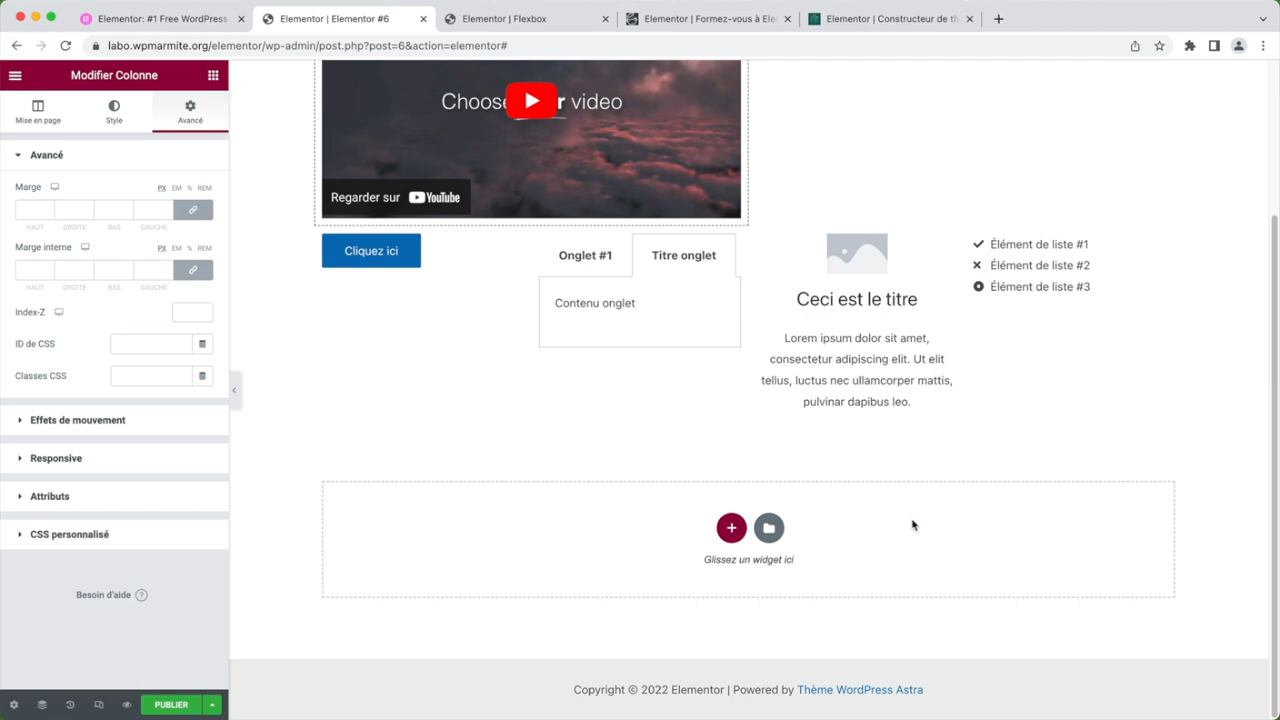 Elementor: #1 Free WordPress
Elementor | Elementor #6
Elementor | Flexbox
Elementor | Formez-vous à Ele
Elementor | Constructeur de th
labo.wpmarmite.org/elementor/wp-admin/post.php?post=6&action=elementor#
Modifier Colonne
Mise en page
Style
Avancé
Avancé
Marge
PX EM % REM
HAUT DROITE BAS GAUCHE
Marge interne
PX EM % REM
HAUT DROITE BAS GAUCHE
Index-Z
ID de CSS
Classes CSS
Effets de mouvement
Responsive
Attributs
CSS personnalisé
Besoin d'aide ?
PUBLIER
video
Regarder sur YouTube
Cliquez ici
Onglet #1
Titre onglet
Contenu onglet
Ceci est le titre
Lorem ipsum dolor sit amet,
consectetur adipiscing elit. Ut elit
tellus, luctus nec ullamcorper mattis,
pulvinar dapibus leo.
Élément de liste #1
Élément de liste #2
Élément de liste #3
Glissez un widget ici
Copyright © 2022 Elementor | Powered by Thème WordPress Astra